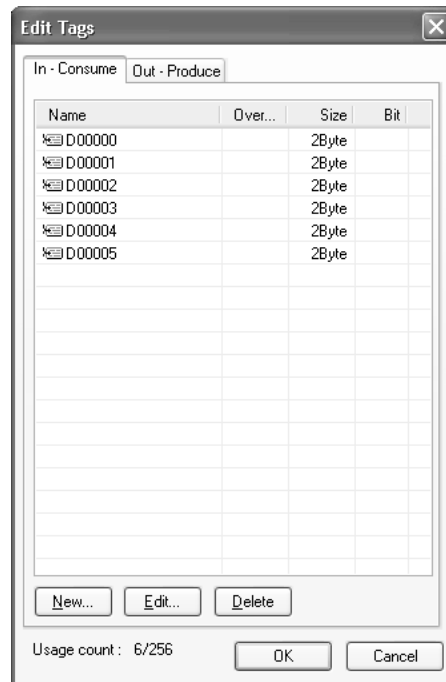 Edit Tags
In - Consume Out - Produce
Name Over... Size Bit
D00000 2Byte
D00001 2Byte
D00002 2Byte
D00003 2Byte
D00004 2Byte
D00005 2Byte
New... Edit... Delete
Usage count : 6/256 OK Cancel